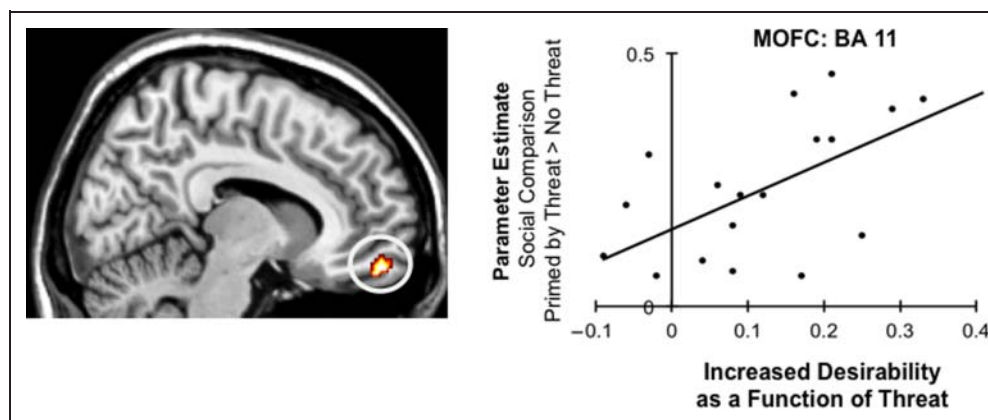 MOFC: BA 11
0.5
0
Parameter Estimate
Social Comparison
Primed by Threat > No Threat
−0.1 0 0.1 0.2 0.3 0.4
Increased Desirability
as a Function of Threat